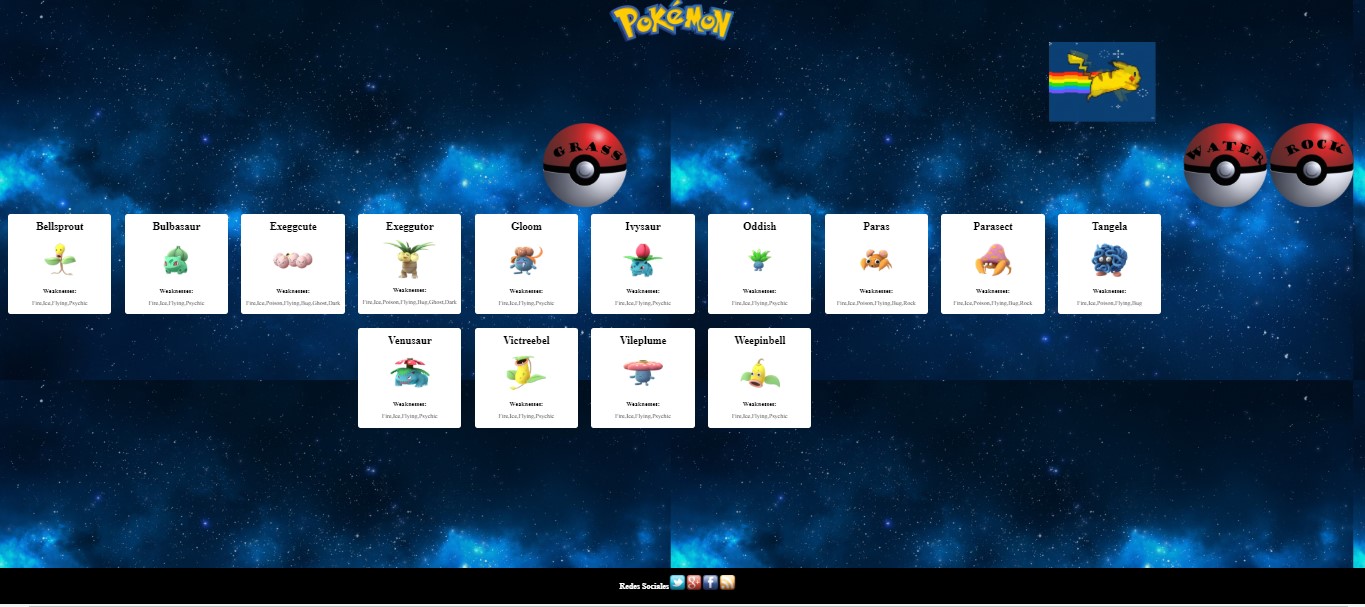 POKéMON
GRASS
WATER
ROCK
Bellsprout
Weaknesses:
Fire,Ice,Flying,Psychic
Bulbasaur
Weaknesses:
Fire,Ice,Flying,Psychic
Exeggcute
Weaknesses:
Fire,Ice,Poison,Flying,Bug,Ghost,Dark
Exeggutor
Weaknesses:
Fire,Ice,Poison,Flying,Bug,Ghost,Dark
Gloom
Weaknesses:
Fire,Ice,Flying,Psychic
Ivysaur
Weaknesses:
Fire,Ice,Flying,Psychic
Oddish
Weaknesses:
Fire,Ice,Flying,Psychic
Paras
Weaknesses:
Fire,Ice,Poison,Flying,Bug,Rock
Parasect
Weaknesses:
Fire,Ice,Poison,Flying,Bug,Rock
Tangela
Weaknesses:
Fire,Ice,Poison,Flying,Bug
Venusaur
Weaknesses:
Fire,Ice,Flying,Psychic
Victreebel
Weaknesses:
Fire,Ice,Flying,Psychic
Vileplume
Weaknesses:
Fire,Ice,Flying,Psychic
Weepinbell
Weaknesses:
Fire,Ice,Flying,Psychic
Redes Sociales